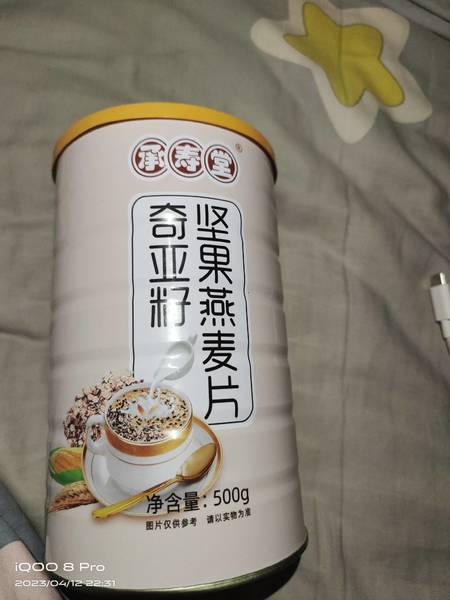 承寿堂®
奇亚籽
坚果燕麦片
净含量：500g
图片仅供参考 请以实物为准
iQOO 8 Pro
2023/04/12 22:31